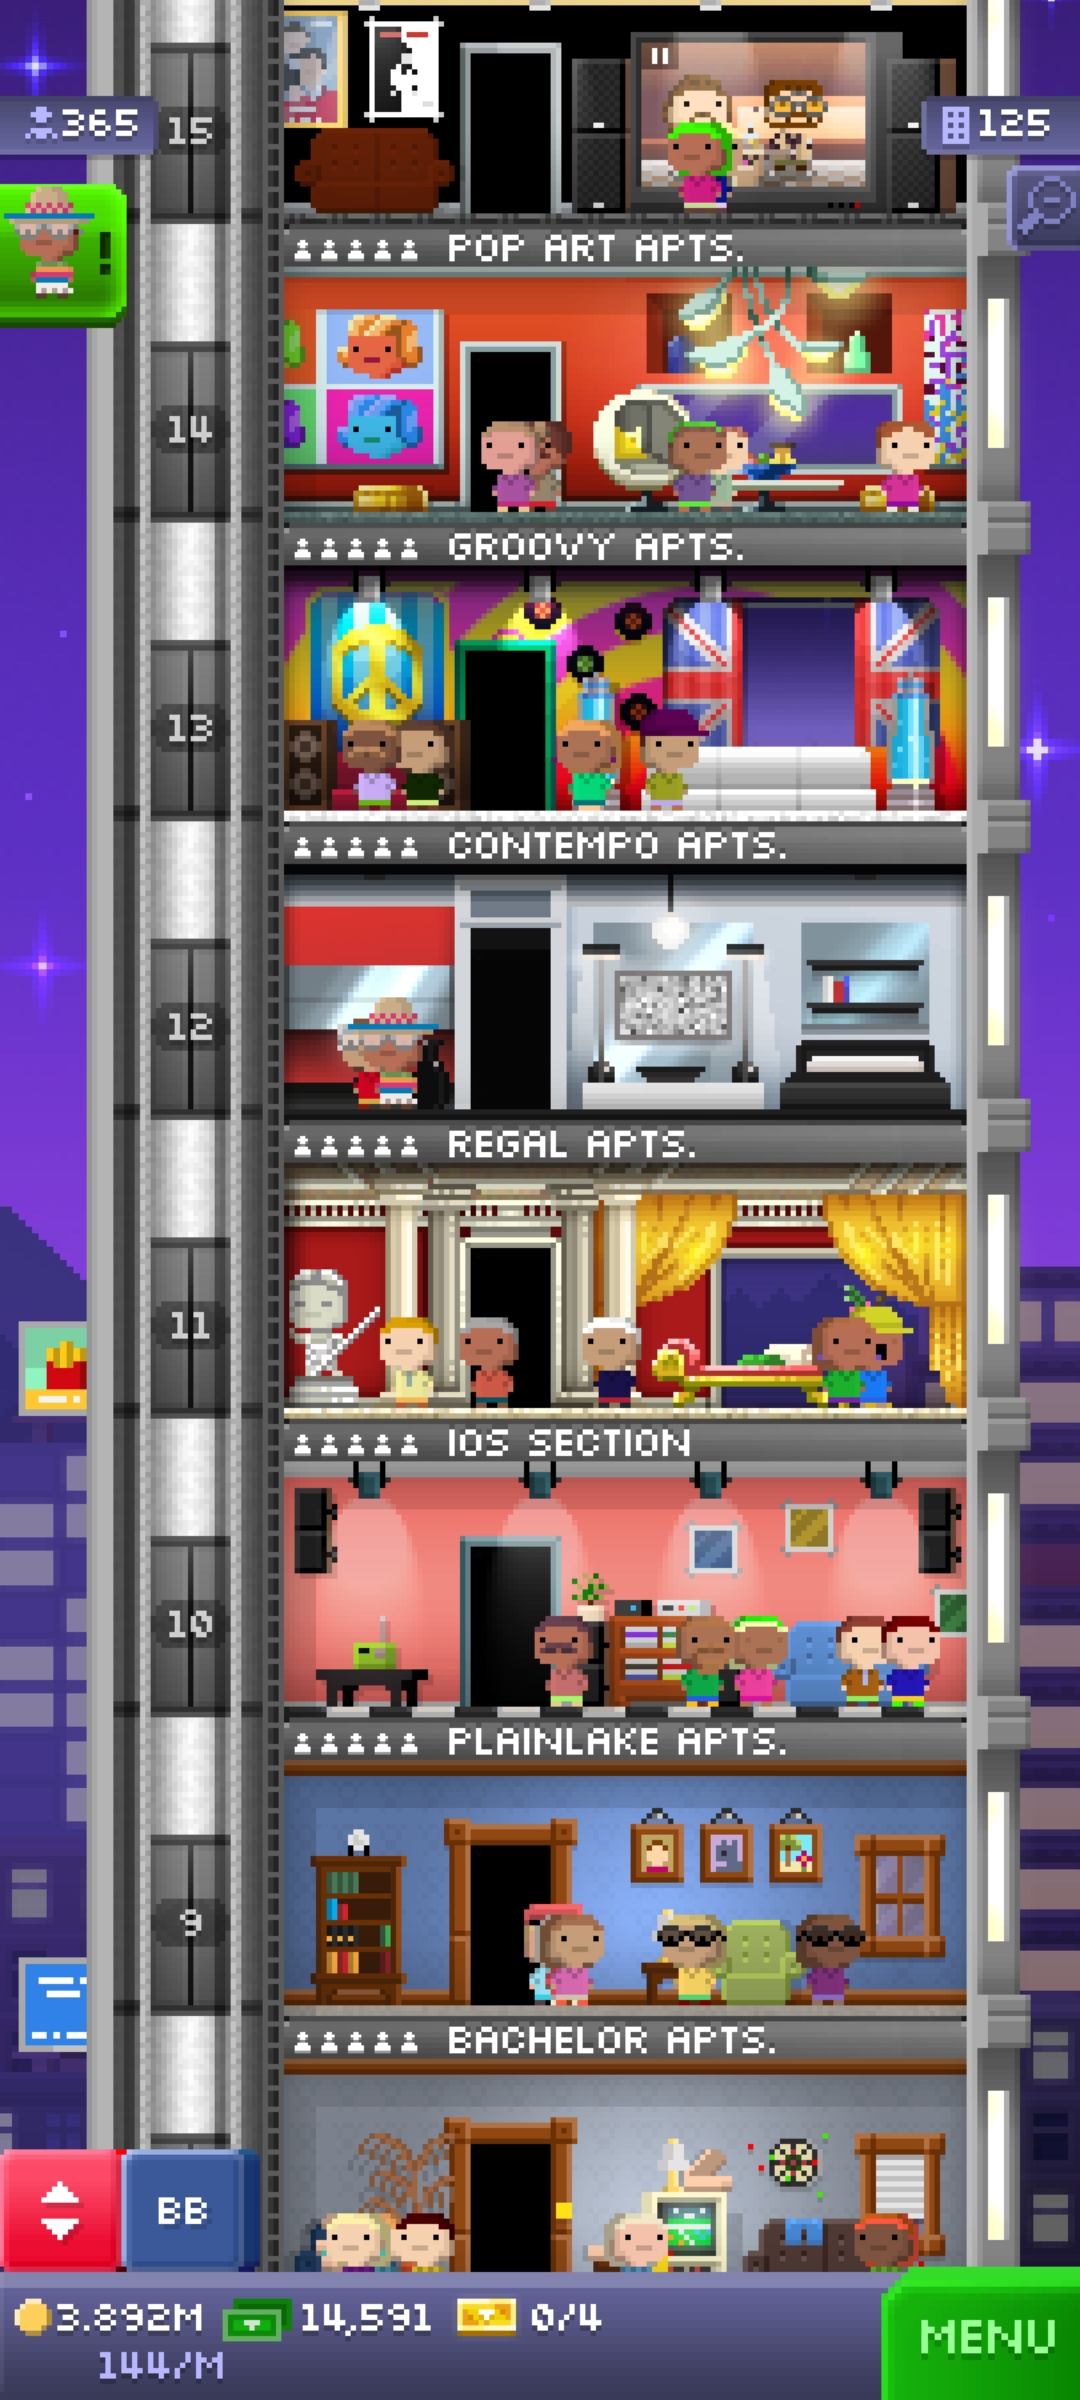 365
15
125
POP ART APTS.
14
GROOVY APTS.
13
CONTEMPO APTS.
12
REGAL APTS.
11
IOS SECTION
10
PLAINLAKE APTS.
9
BACHELOR APTS.
BB
3.892M 14,591 0/4
144/M
MENU